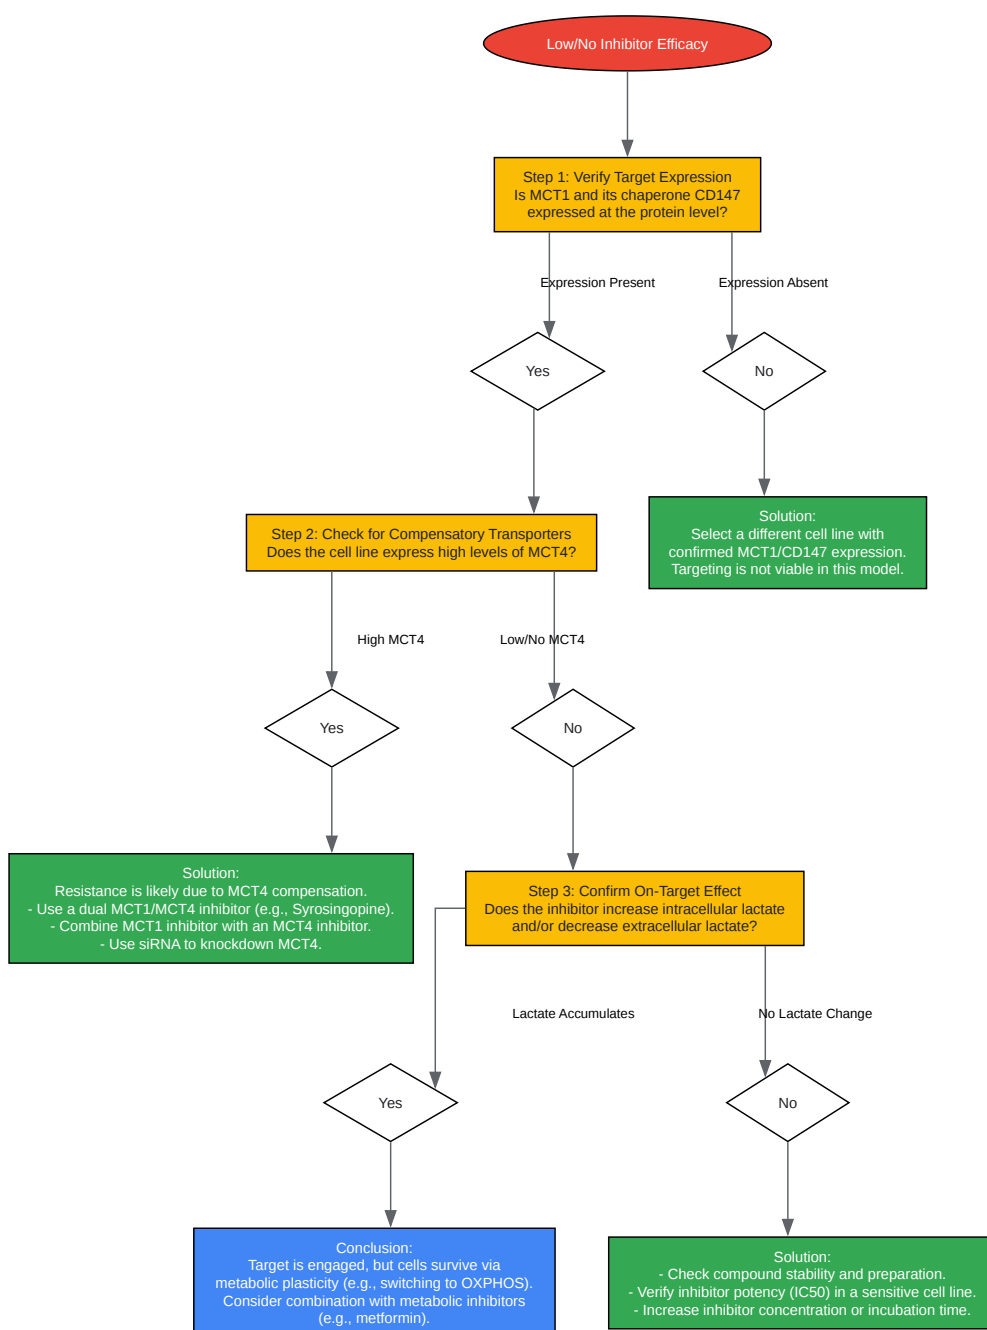 Low/No Inhibitor Efficacy
Step 1: Verify Target Expression
Is MCT1 and its chaperone CD147
expressed at the protein level?
Expression Present
Expression Absent
Yes
No
Solution:
Select a different cell line with
confirmed MCT1/CD147 expression.
Targeting is not viable in this model.
Step 2: Check for Compensatory Transporters
Does the cell line express high levels of MCT4?
High MCT4
Low/No MCT4
Yes
No
Solution:
Resistance is likely due to MCT4 compensation.
- Use a dual MCT1/MCT4 inhibitor (e.g., Syrosingopine).
- Combine MCT1 inhibitor with an MCT4 inhibitor.
- Use siRNA to knockdown MCT4.
Step 3: Confirm On-Target Effect
Does the inhibitor increase intracellular lactate
and/or decrease extracellular lactate?
Lactate Accumulates
No Lactate Change
Yes
No
Conclusion:
Target is engaged, but cells survive via
metabolic plasticity (e.g., switching to OXPHOS).
Consider combination with metabolic inhibitors
(e.g., metformin).
Solution:
- Check compound stability and preparation.
- Verify inhibitor potency (IC50) in a sensitive cell line.
- Increase inhibitor concentration or incubation time.